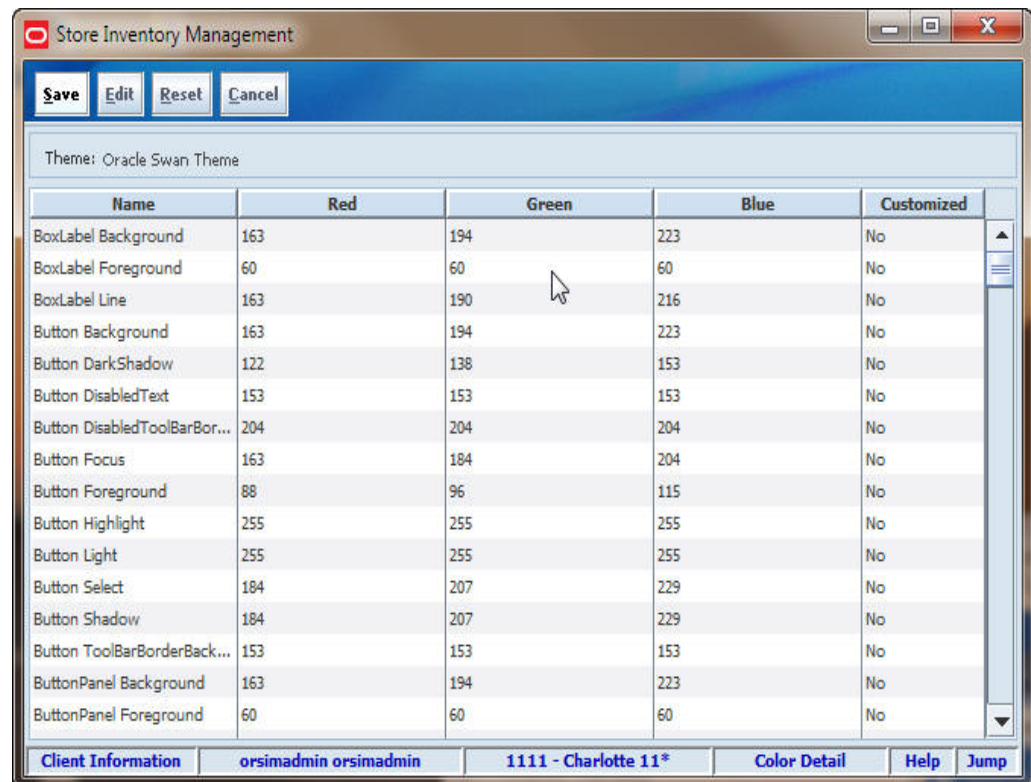 Store Inventory Management
Save Edit Reset Cancel
Theme: Oracle Swan Theme
Name Red Green Blue Customized
BoxLabel Background 163 194 223 No
BoxLabel Foreground 60 60 60 No
BoxLabel Line 163 190 216 No
Button Background 163 194 223 No
Button DarkShadow 122 138 153 No
Button DisabledText 153 153 153 No
Button DisabledToolBarBor... 204 204 204 No
Button Focus 163 184 204 No
Button Foreground 88 96 115 No
Button Highlight 255 255 255 No
Button Light 255 255 255 No
Button Select 184 207 229 No
Button Shadow 184 207 229 No
Button ToolBarBorderBack... 153 153 153 No
ButtonPanel Background 163 194 223 No
ButtonPanel Foreground 60 60 60 No
Client Information orsimadmin orsimadmin 1111 - Charlotte 11* Color Detail Help Jump